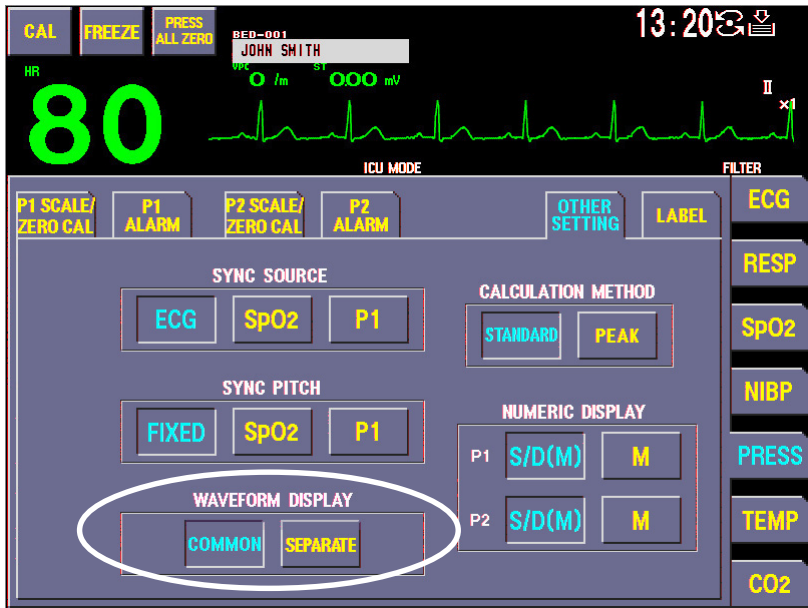 CAL
FREEZE
PRESS
ALL ZERO
BED-001
JOHN SMITH
13:20
HR
80
VPC
0 /m
ST
0.00 mV
II
×1
ICU MODE
FILTER
P1 SCALE/
ZERO CAL
P1
ALARM
P2 SCALE/
ZERO CAL
P2
ALARM
OTHER
SETTING
LABEL
ECG
RESP
SpO2
NIBP
PRESS
TEMP
CO2
SYNC SOURCE
ECG SpO2 P1
CALCULATION METHOD
STANDARD PEAK
SYNC PITCH
FIXED SpO2 P1
NUMERIC DISPLAY
P1 S/D(M) M
P2 S/D(M) M
WAVEFORM DISPLAY
COMMON SEPARATE